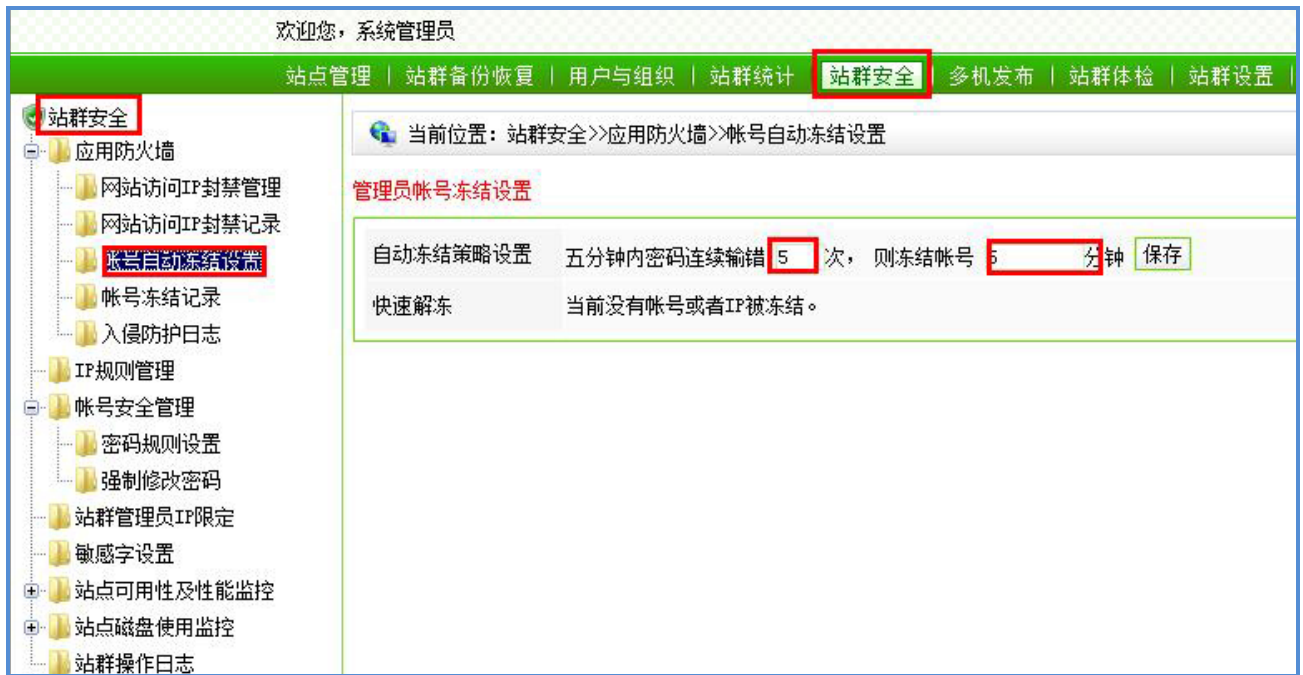 欢迎您，系统管理员
站点管理 | 站群备份恢复 | 用户与组织 | 站群统计 | 站群安全 | 多机发布 | 站群体检 | 站群设置 |
站群安全
应用防火墙
网站访问IP封禁管理
网站访问IP封禁记录
帐号自动冻结设置
帐号冻结记录
入侵防护日志
IP规则管理
帐号安全管理
密码规则设置
强制修改密码
站群管理员IP限定
敏感字设置
站点可用性及性能监控
站点磁盘使用监控
站群操作日志
当前位置：站群安全>>应用防火墙>>帐号自动冻结设置
管理员帐号冻结设置
自动冻结策略设置 五分钟内密码连续输错 5 次， 则冻结帐号 5 分钟 保存
快速解冻 当前没有帐号或者IP被冻结。